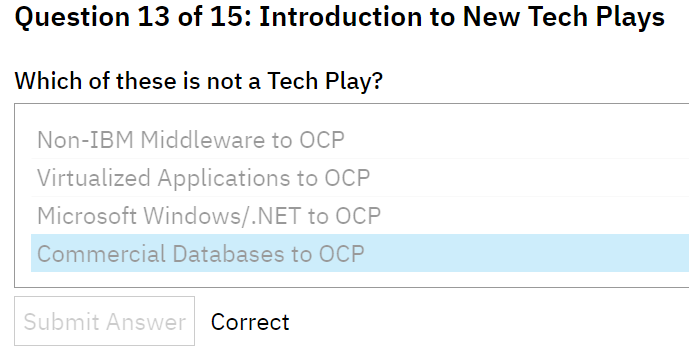 Question 13 of 15: Introduction to New Tech Plays
Which of these is not a Tech Play?
Non-IBM Middleware to OCP
Virtualized Applications to OCP
Microsoft Windows/.NET to OCP
Commercial Databases to OCP
Submit Answer Correct